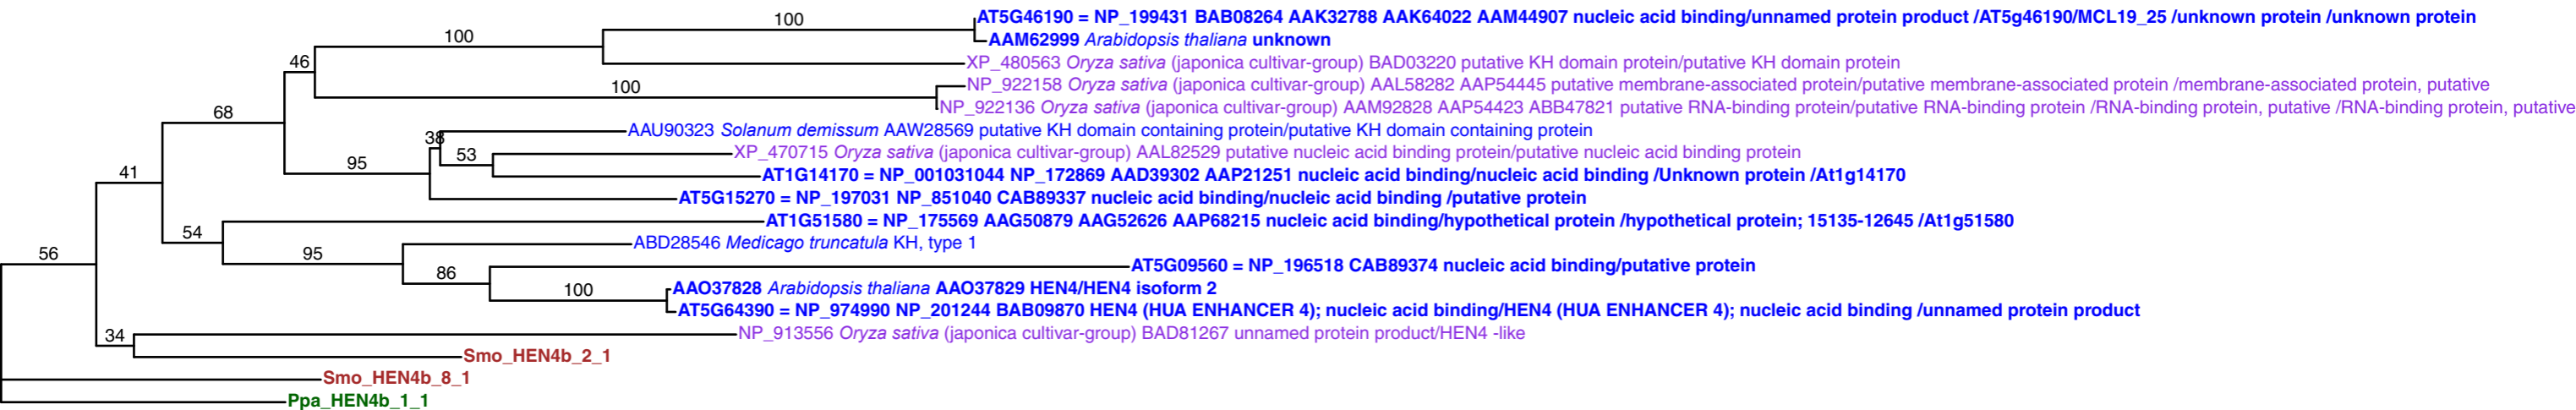 100 AT5G46190 = NP_199431 BAB08264 AAK32788 AAK64022 AAM44907 nucleic acid binding/unnamed protein product /AT5g46190/MCL19_25 /unknown protein /unknown protein
100 AAM62999 Arabidopsis thaliana unknown
46 XP_480563 Oryza sativa (japonica cultivar-group) BAD03220 putative KH domain protein/putative KH domain protein
100 NP_922158 Oryza sativa (japonica cultivar-group) AAL58282 AAP54445 putative membrane-associated protein/putative membrane-associated protein /membrane-associated protein, putative
68 NP_922136 Oryza sativa (japonica cultivar-group) AAM92828 AAP54423 ABB47821 putative RNA-binding protein/putative RNA-binding protein /RNA-binding protein, putative /RNA-binding protein, putative
38 AAU90323 Solanum demissum AAW28569 putative KH domain containing protein/putative KH domain containing protein
95 53 XP_470715 Oryza sativa (japonica cultivar-group) AAL82529 putative nucleic acid binding protein/putative nucleic acid binding protein
41 AT1G14170 = NP_001031044 NP_172869 AAD39302 AAP21251 nucleic acid binding/nucleic acid binding /Unknown protein /At1g14170
AT5G15270 = NP_197031 NP_851040 CAB89337 nucleic acid binding/nucleic acid binding /putative protein
54 AT1G51580 = NP_175569 AAG50879 AAG52626 AAP68215 nucleic acid binding/hypothetical protein /hypothetical protein; 15135-12645 /At1g51580
56 95 ABD28546 Medicago truncatula KH, type 1
86 AT5G09560 = NP_196518 CAB89374 nucleic acid binding/putative protein
100 AAO37828 Arabidopsis thaliana AAO37829 HEN4/HEN4 isoform 2
AT5G64390 = NP_974990 NP_201244 BAB09870 HEN4 (HUA ENHANCER 4); nucleic acid binding/HEN4 (HUA ENHANCER 4); nucleic acid binding /unnamed protein product
34 NP_913556 Oryza sativa (japonica cultivar-group) BAD81267 unnamed protein product/HEN4 -like
Smo_HEN4b_2_1
Smo_HEN4b_8_1
Ppa_HEN4b_1_1